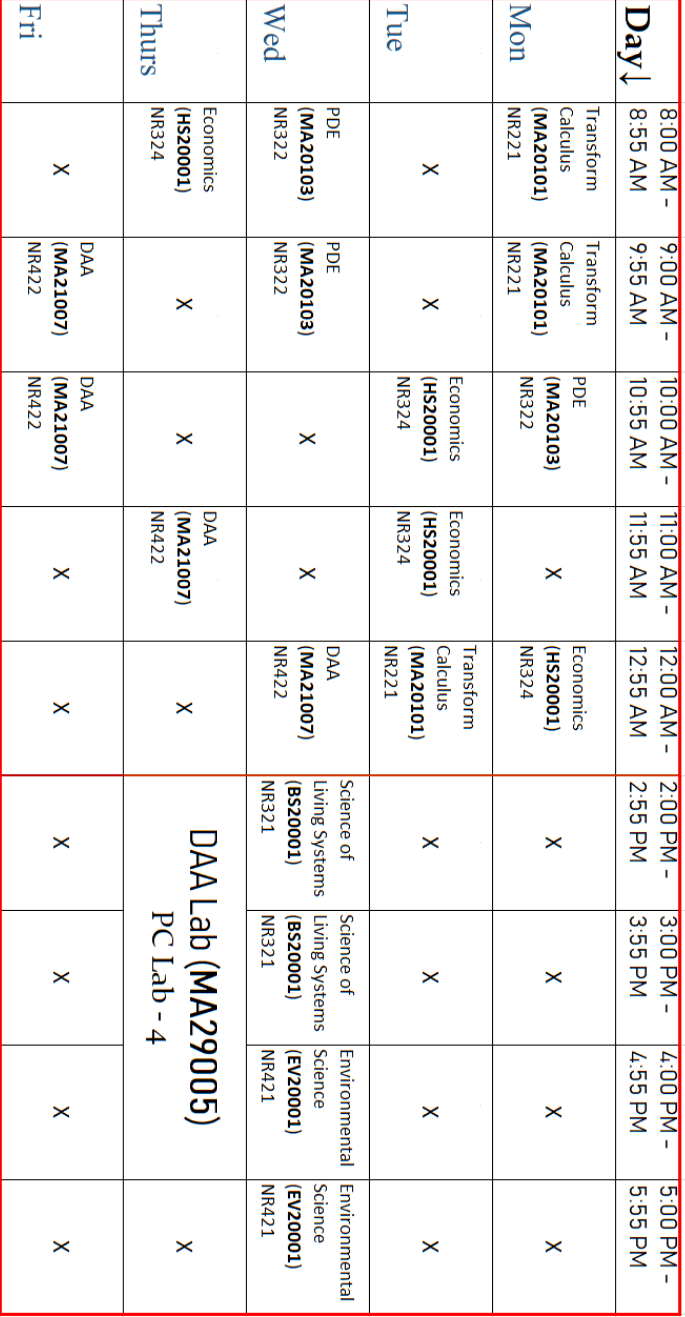 Day↓
8:00 AM -
8:55 AM
9:00 AM -
9:55 AM
10:00 AM -
10:55 AM
11:00 AM -
11:55 AM
12:00 AM -
12:55 AM
2:00 PM -
2:55 PM
3:00 PM -
3:55 PM
4:00 PM -
4:55 PM
5:00 PM -
5:55 PM
Mon
Transform
Calculus
(MA20101)
NR221
Transform
Calculus
(MA20101)
NR221
PDE
(MA20103)
NR322
X
Economics
(HS20001)
NR324
X
X
X
X
Tue
X
X
Economics
(HS20001)
NR324
Economics
(HS20001)
NR324
Transform
Calculus
(MA20101)
NR221
X
X
X
X
Wed
PDE
(MA20103)
NR322
PDE
(MA20103)
NR322
X
X
DAA
(MA21007)
NR422
Science of
Living Systems
(BS20001)
NR321
Science of
Living Systems
(BS20001)
NR321
Environmental
Science
(EV20001)
NR421
Environmental
Science
(EV20001)
NR421
Thurs
Economics
(HS20001)
NR324
X
X
DAA
(MA21007)
NR422
X
DAA Lab (MA29005)
PC Lab - 4
X
Fri
X
DAA
(MA21007)
NR422
DAA
(MA21007)
NR422
X
X
X
X
X
X